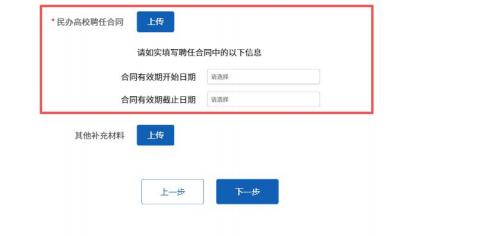 * 民办高校聘任合同 上传
请如实填写聘任合同中的以下信息
合同有效期开始日期 请选择
合同有效期截止日期 请选择
其他补充材料 上传
上一步 下一步